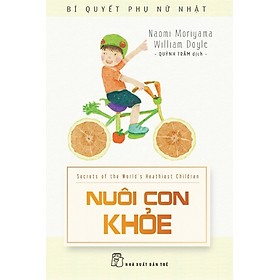 BÍ QUYẾT PHỤ NỮ NHẬT
Naomi Moriyama
William Doyle
- QUỲNH TRÂM dịch -
Secrets of the World's Healthiest Children
NUÔI CON
KHỎE
NHÀ XUẤT BẢN TRẺ